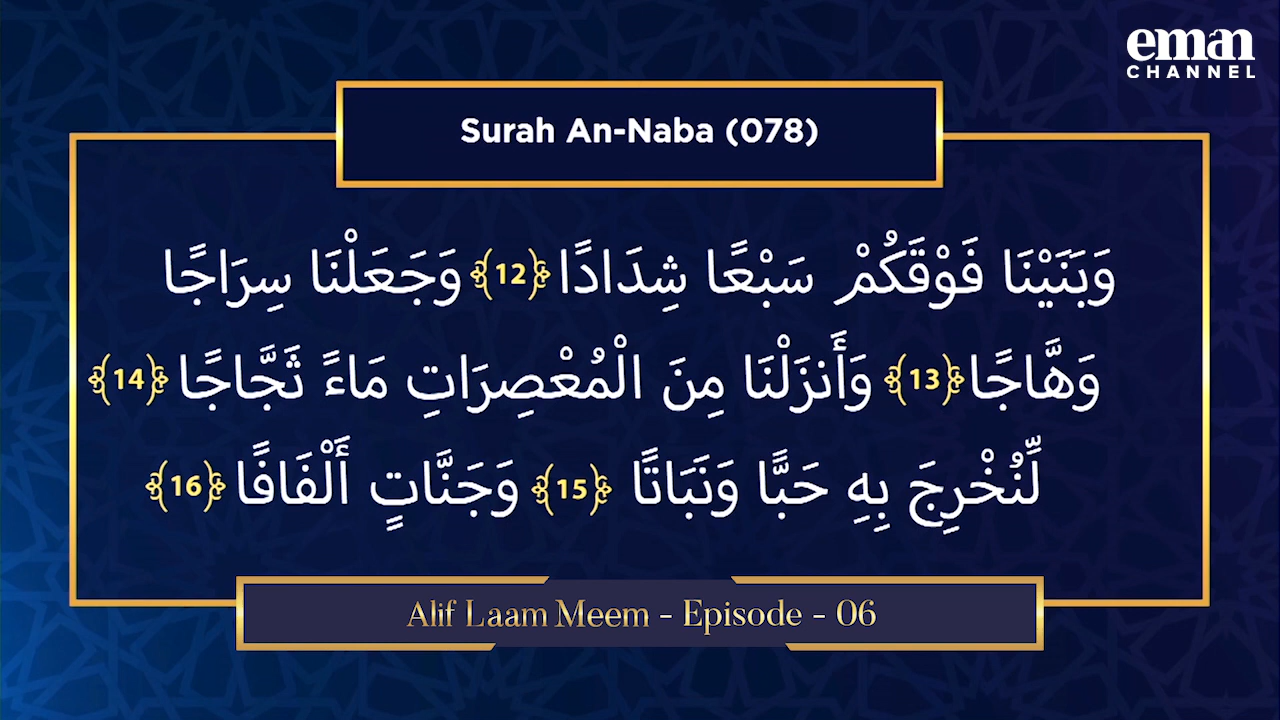 eman
CHANNEL
Surah An-Naba (078)
وَبَنَيْنَا فَوْقَكُمْ سَبْعًا شِدَادًا ﴿12﴾ وَجَعَلْنَا سِرَاجًا
وَهَّاجًا ﴿13﴾ وَأَنزَلْنَا مِنَ الْمُعْصِرَاتِ مَاءً ثَجَّاجًا ﴿14﴾
لِّنُخْرِجَ بِهِ حَبًّا وَنَبَاتًا ﴿15﴾ وَجَنَّاتٍ أَلْفَافًا ﴿16﴾
Alif Laam Meem - Episode - 06